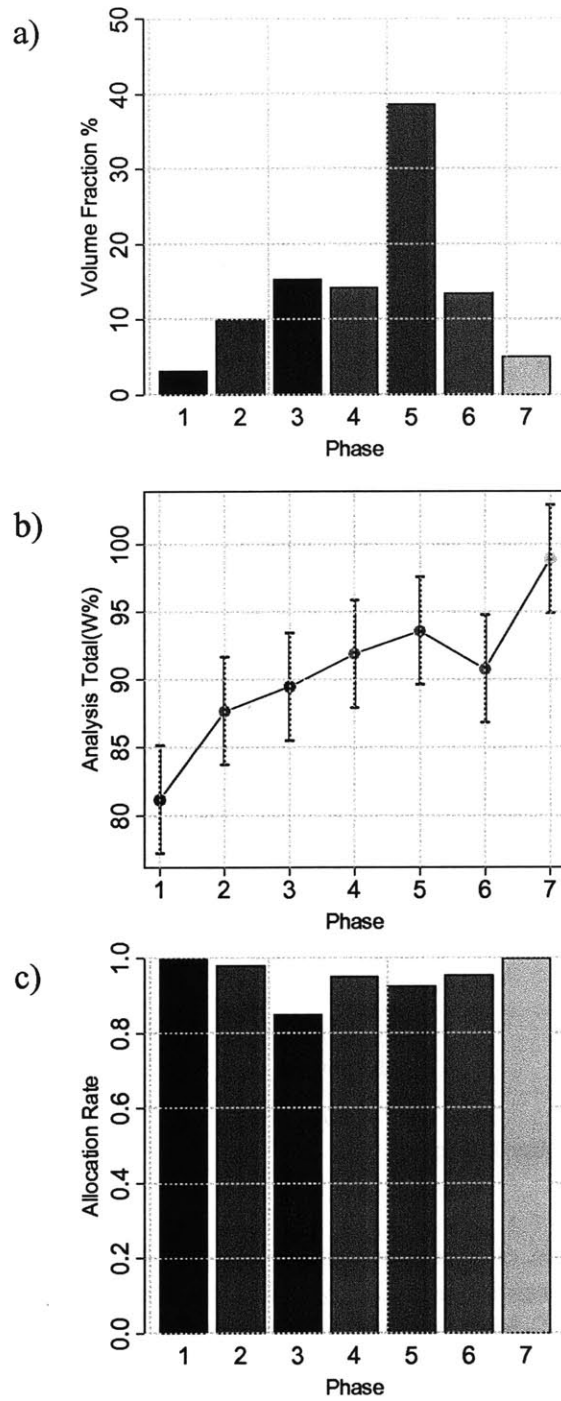 a)
Volume Fraction %
50
40
30
20
10
0
1 2 3 4 5 6 7
Phase
b)
Analysis Total(W%)
100
95
90
85
80
1 2 3 4 5 6 7
Phase
c)
Allocation Rate
1.0
0.8
0.6
0.4
0.2
0.0
1 2 3 4 5 6 7
Phase